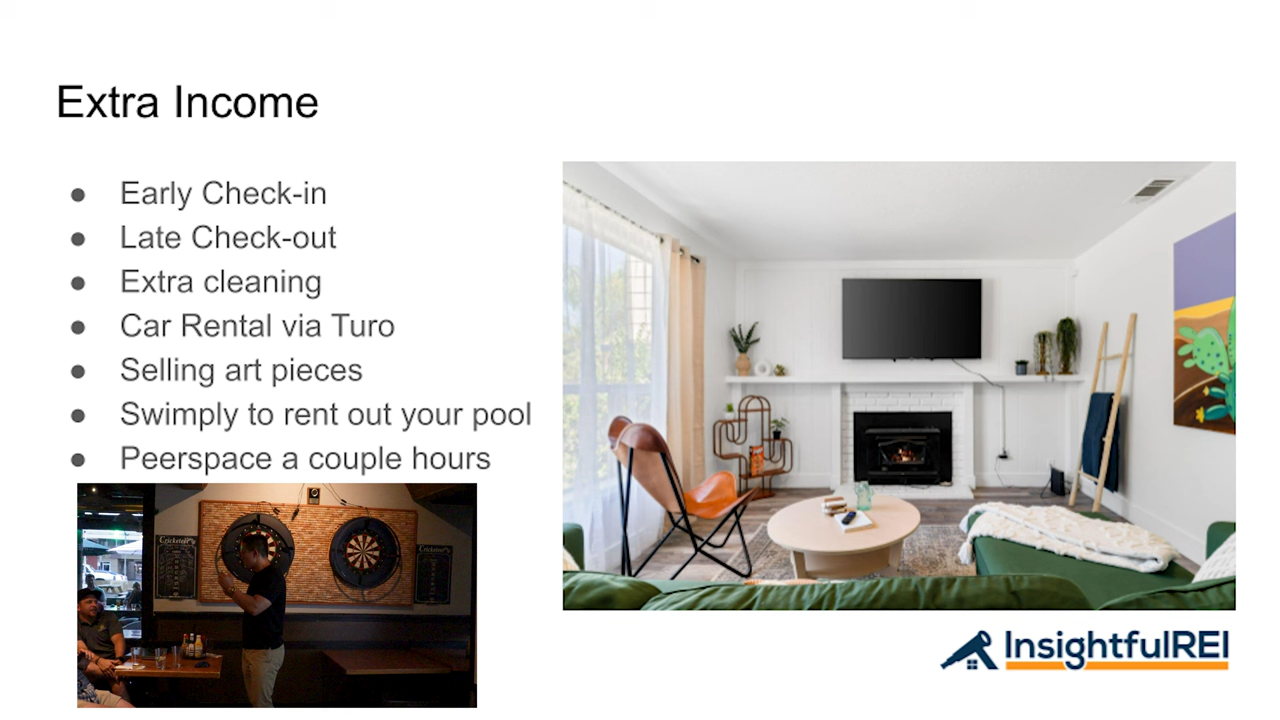 Extra Income
● Early Check-in
● Late Check-out
● Extra cleaning
● Car Rental via Turo
● Selling art pieces
● Swimply to rent out your pool
● Peerspace a couple hours
Cricket
InsightfulREI